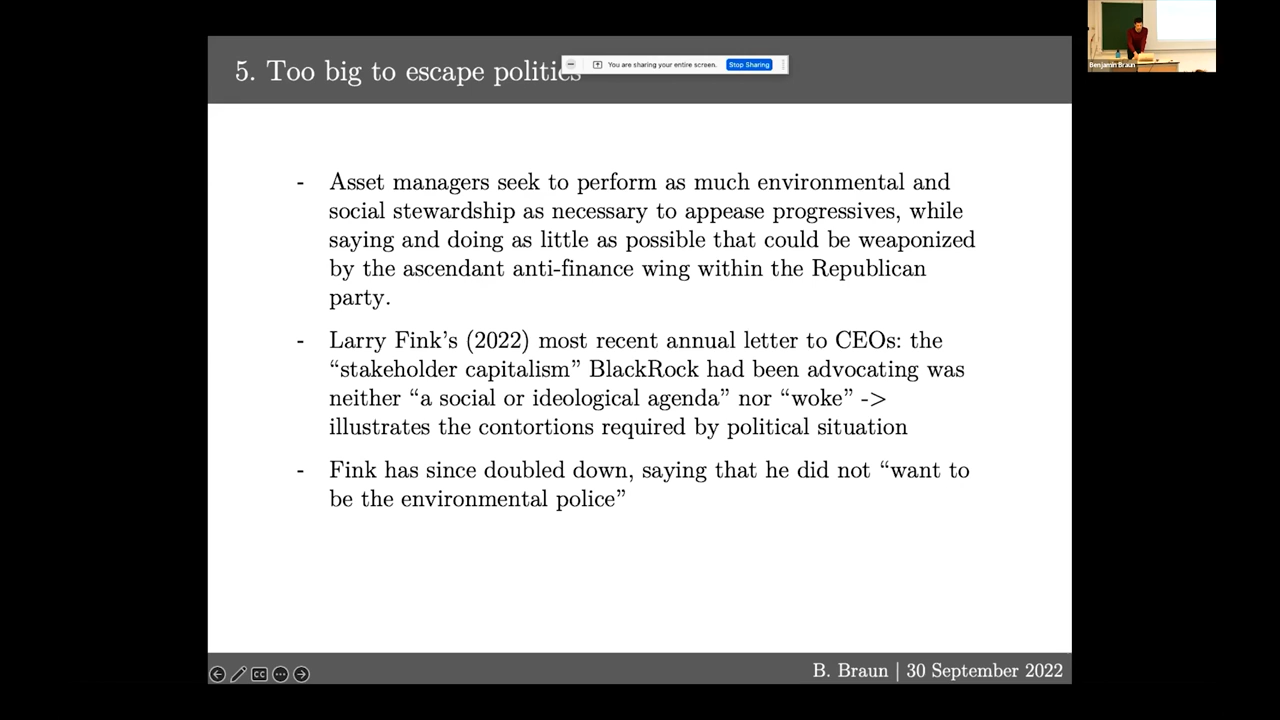 5. Too big to escape politics
You are sharing your entire screen.
Stop Sharing
Benjamin Braun
- Asset managers seek to perform as much environmental and
social stewardship as necessary to appease progressives, while
saying and doing as little as possible that could be weaponized
by the ascendant anti-finance wing within the Republican
party.
- Larry Fink’s (2022) most recent annual letter to CEOs: the
“stakeholder capitalism” BlackRock had been advocating was
neither “a social or ideological agenda” nor “woke” ->
illustrates the contortions required by political situation
- Fink has since doubled down, saying that he did not “want to
be the environmental police”
CC
B. Braun | 30 September 2022